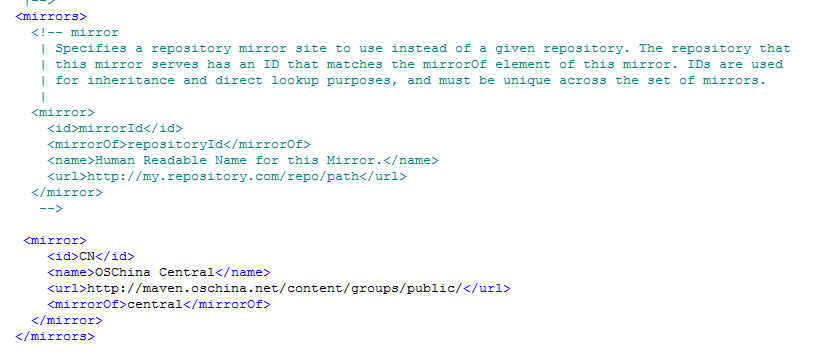 |-->
<mirrors>
<!-- mirror
| Specifies a repository mirror site to use instead of a given repository. The repository that
| this mirror serves has an ID that matches the mirrorOf element of this mirror. IDs are used
| for inheritance and direct lookup purposes, and must be unique across the set of mirrors.
|
<mirror>
<id>mirrorId</id>
<mirrorOf>repositoryId</mirrorOf>
<name>Human Readable Name for this Mirror.</name>
<url>http://my.repository.com/repo/path</url>
</mirror>
-->
<mirror>
<id>CN</id>
<name>OSChina Central</name>
<url>http://maven.oschina.net/content/groups/public/</url>
<mirrorOf>central</mirrorOf>
</mirror>
</mirrors>